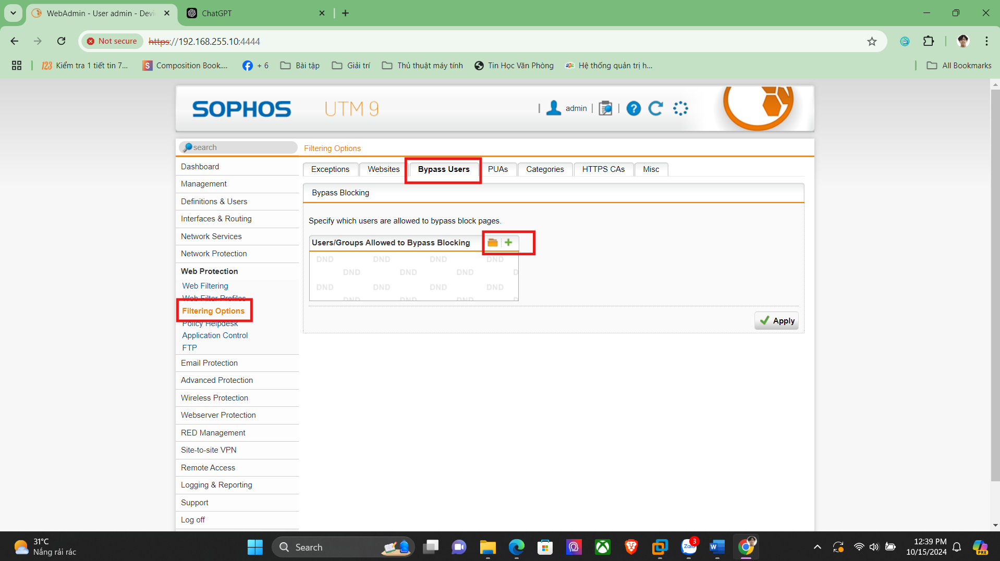 WebAdmin - User admin - Devi
ChatGPT
Not secure
https://192.168.255.10:4444
123 Kiểm tra 1 tiết tin 7...
S Composition Book....
+ 6
Bài tập
Giải trí
Thủ thuật máy tính
Tin Học Văn Phòng
Hệ thống quản trị h...
All Bookmarks
SOPHOS
UTM 9
admin
search
Filtering Options
Dashboard
Management
Definitions & Users
Interfaces & Routing
Network Services
Network Protection
Web Protection
Web Filtering
Web Filter Profiles
Filtering Options
Policy Helpdesk
Application Control
FTP
Email Protection
Advanced Protection
Wireless Protection
Webserver Protection
RED Management
Site-to-site VPN
Remote Access
Logging & Reporting
Support
Log off
Exceptions
Websites
Bypass Users
PUAs
Categories
HTTPS CAs
Misc
Bypass Blocking
Specify which users are allowed to bypass block pages.
Users/Groups Allowed to Bypass Blocking
DND DND DND DND
DND DND DND D
DND DND DND DND
DND DND DND
Apply
31°C
Nắng rải rác
Search
Zalo
3
W
12:39 PM
10/15/2024
PRE